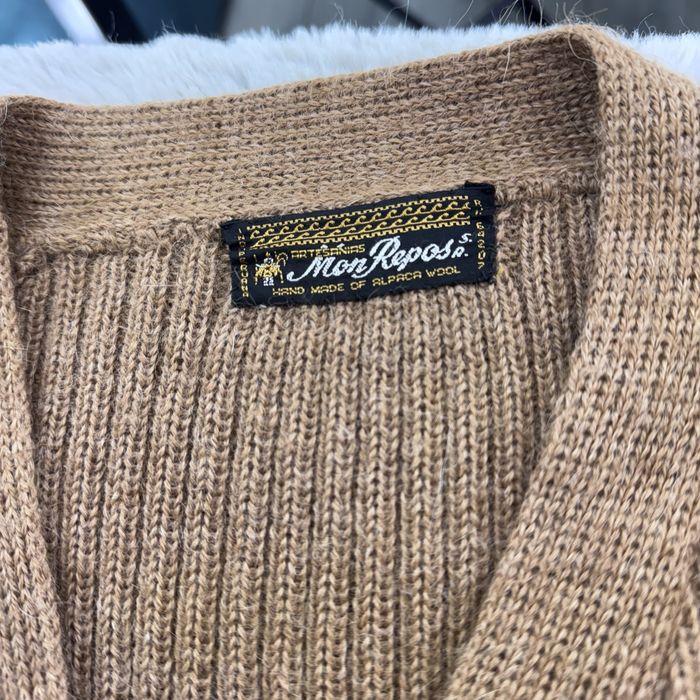 ARTESANIAS
Mon Repos S.
R.
HAND MADE OF ALPACA WOOL